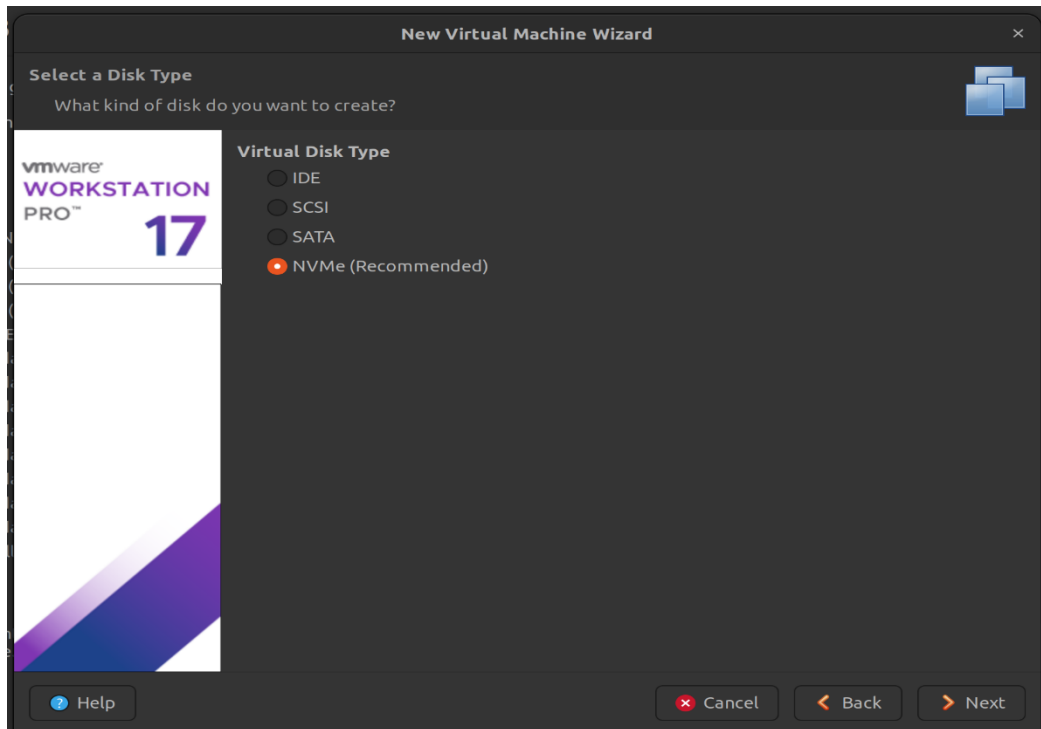 New Virtual Machine Wizard
Select a Disk Type
What kind of disk do you want to create?
vmware
WORKSTATION
PRO™
17
Virtual Disk Type
IDE
SCSI
SATA
NVMe (Recommended)
Help
Cancel
Back
Next